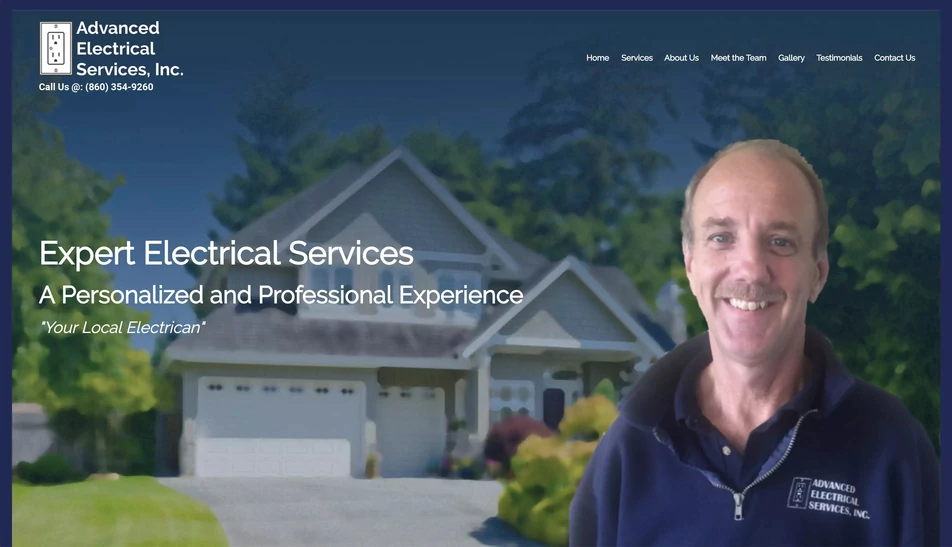 Advanced
Electrical
Services, Inc.
Call Us @: (860) 354-9260
Home Services About Us Meet the Team Gallery Testimonials Contact Us
Expert Electrical Services
A Personalized and Professional Experience
"Your Local Electrican"
ADVANCED
ELECTRICAL
SERVICES, INC.